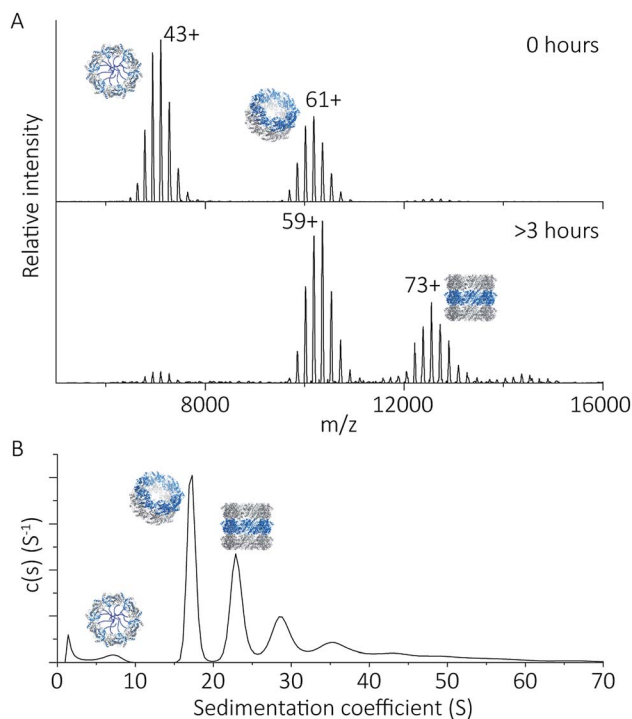 A
43+
0 hours
61+
Relative intensity
59+
>3 hours
73+
8000 12000 16000
m/z
B
c(s) (S-1)
0 10 20 30 40 50 60 70
Sedimentation coefficient (S)